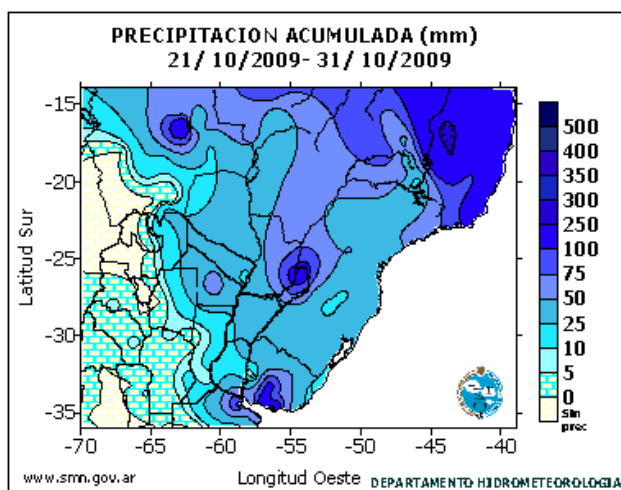 PRECIPITACION ACUMULADA (mm)
21/ 10/2009- 31/ 10/2009
-15
-20
-25
-30
-35
Latitud Sur
-70 -65 -60 -55 -50 -45 -40
Longitud Oeste
500
400
350
300
250
100
75
50
25
10
5
0
Sin
prec
www.smn.gov.ar
DEPARTAMENTO HIDROMETEOROLOGIA